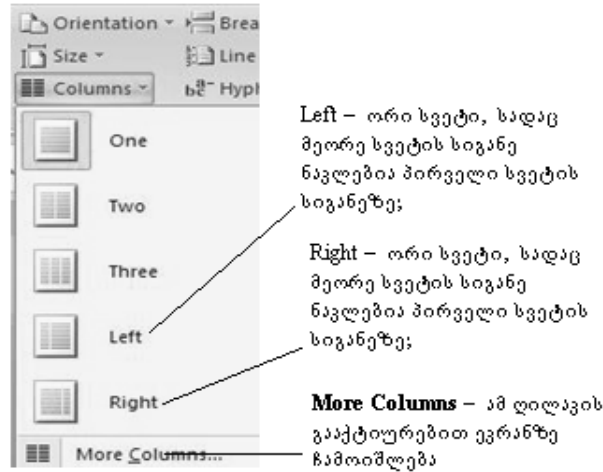 Orientation Brea
Size Line
Columns bc Hyph
One
Two
Three
Left
Right
More Columns...
Left – ორი სვეტი, სადაც
მეორე სვეტის სიგანე
ნაკლებია პირველი სვეტის
სიგანეზე;
Right – ორი სვეტი, სადაც
მეორე სვეტის სიგანე
ნაკლებია პირველი სვეტის
სიგანეზე;
More Columns – ამ ღილაკის
გააქტიურებით ეკრანზე
ჩამოიშლება